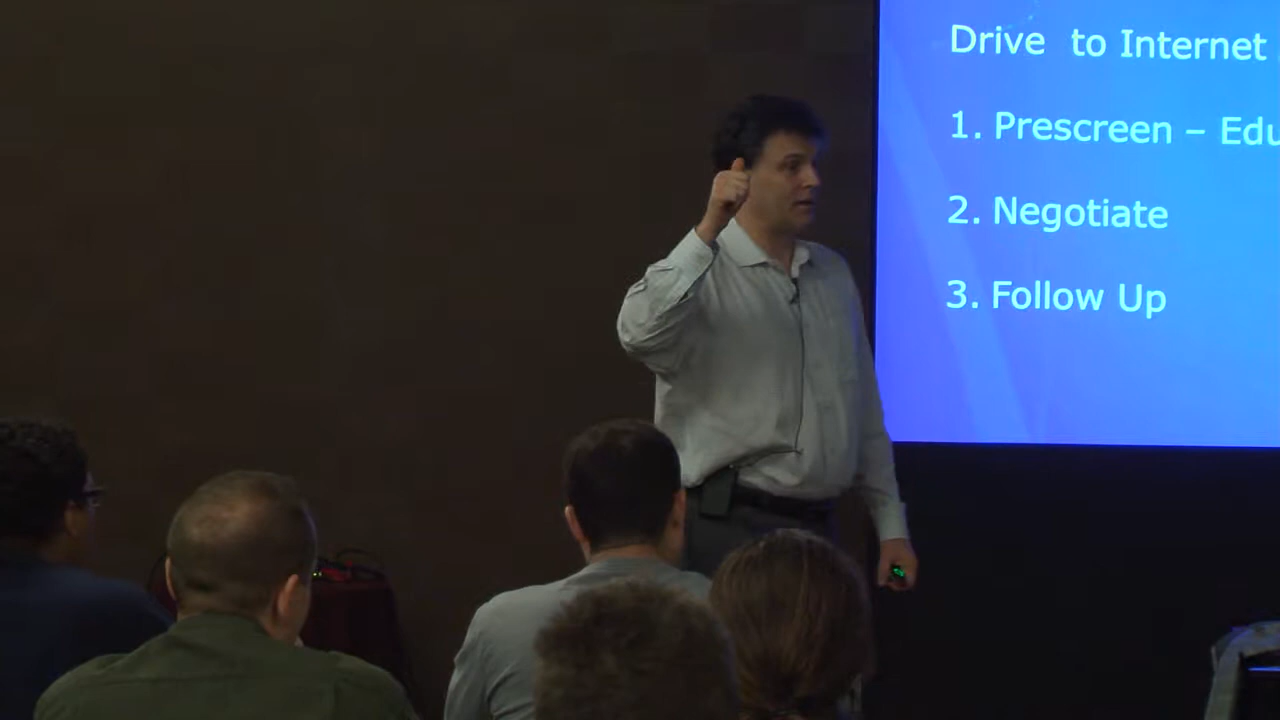 Drive to Internet
1. Prescreen – Edu
2. Negotiate
3. Follow Up